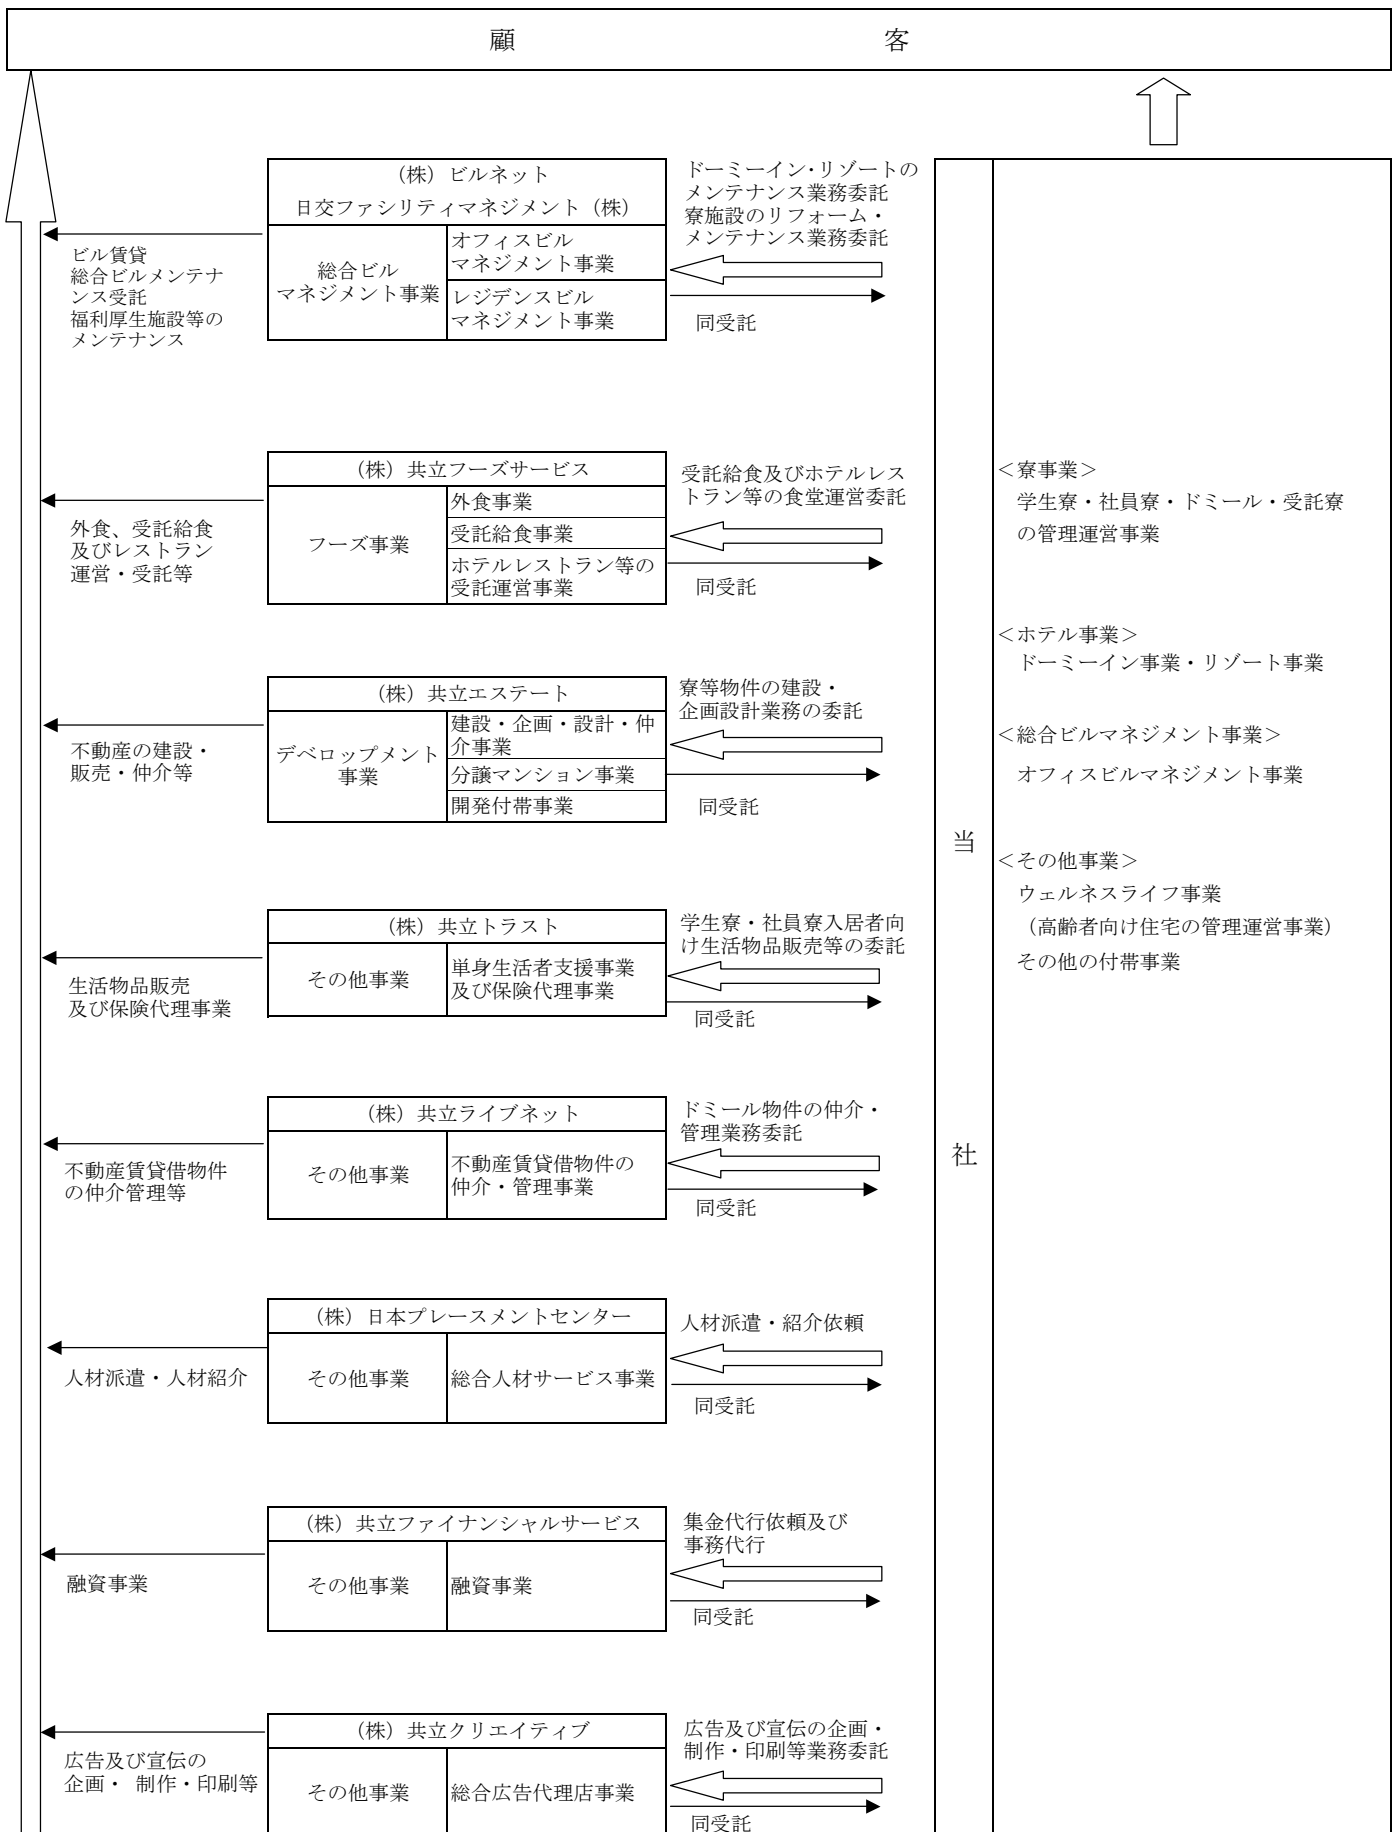 顧 客
(株) ビルネット
日交ファシリティマネジメント (株)
総合ビル
マネジメント事業
オフィスビル
マネジメント事業
レジデンスビル
マネジメント事業
ビル賃貸
総合ビルメンテナ
ンス受託
福利厚生施設等の
メンテナンス
ドーミーイン・リゾートの
メンテナンス業務委託
寮施設のリフォーム・
メンテナンス業務委託
同受託
(株) 共立フーズサービス
フーズ事業
外食事業
受託給食事業
ホテルレストラン等の
受託運営事業
外食、受託給食
及びレストラン
運営・受託等
受託給食及びホテルレス
トラン等の食堂運営委託
同受託
(株) 共立エステート
デベロップメント
事業
建設・企画・設計・仲
介事業
分譲マンション事業
開発付帯事業
不動産の建設・
販売・仲介等
寮等物件の建設・
企画設計業務の委託
同受託
(株) 共立トラスト
その他事業
単身生活者支援事業
及び保険代理事業
生活物品販売
及び保険代理事業
学生寮・社員寮入居者向
け生活物品販売等の委託
同受託
(株) 共立ライブネット
その他事業
不動産賃貸借物件の
仲介・管理事業
不動産賃貸借物件
の仲介管理等
ドミール物件の仲介・
管理業務委託
同受託
(株) 日本プレースメントセンター
その他事業
総合人材サービス事業
人材派遣・人材紹介
人材派遣・紹介依頼
同受託
(株) 共立ファイナンシャルサービス
その他事業
融資事業
融資事業
集金代行依頼及び
事務代行
同受託
(株) 共立クリエイティブ
その他事業
総合広告代理店事業
広告及び宣伝の
企画・ 制作・印刷等
広告及び宣伝の企画・
制作・印刷等業務委託
同受託
当
社
＜寮事業＞
学生寮・社員寮・ドミール・受託寮
の管理運営事業
＜ホテル事業＞
ドーミーイン事業・リゾート事業
＜総合ビルマネジメント事業＞
オフィスビルマネジメント事業
＜その他事業＞
ウェルネスライフ事業
(高齢者向け住宅の管理運営事業)
その他の付帯事業